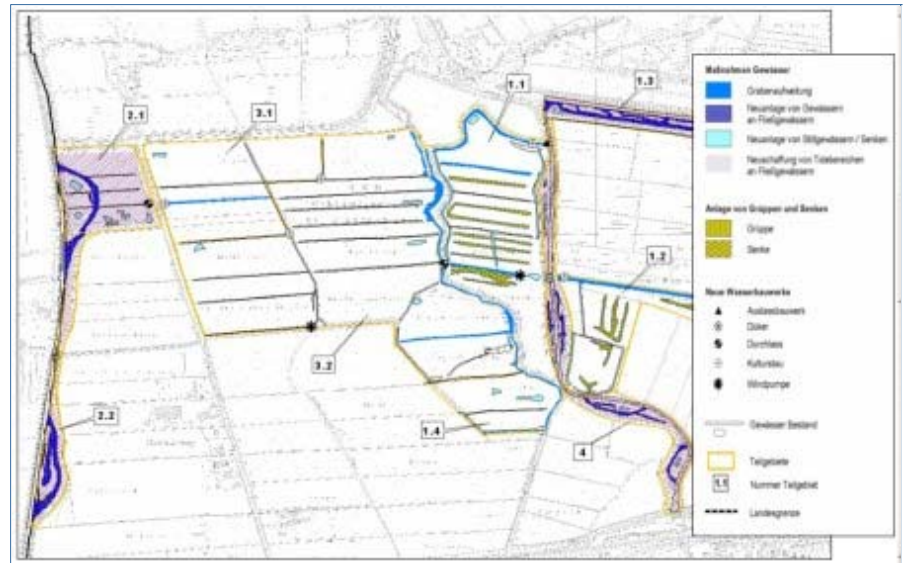 2.1
3.1
1.1
1.3
1.2
3.2
2.2
1.4
4
Maßnahmen Gewässer
Grabenaufweitung
Neuanlage von Gewässern
an Fließgewässern
Neuanlage von Stillgewässern / Senken
Neuschaffung von Tidebereichen
an Fließgewässern
Anlage von Grüppen und Senken
Grüppe
Senke
Neue Wasserbauwerke
Auslassbauwerk
Düker
Durchlass
Kulturstau
Windpumpe
Gewässer Bestand
Teilgebiete
1.1
Nummer Teilgebiet
Landesgrenze